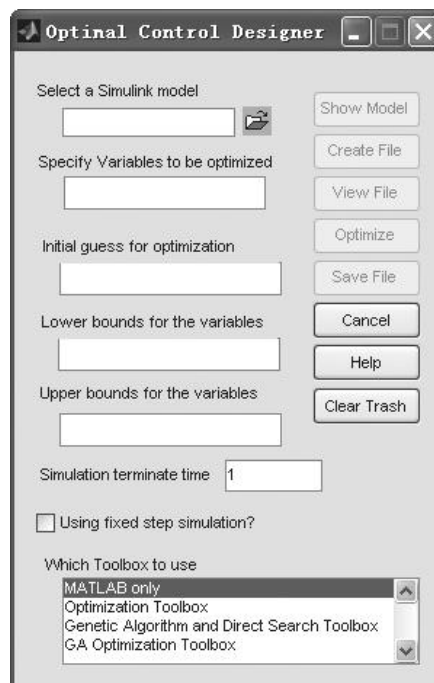 Optinal Control Designer
Select a Simulink model
Show Model
Create File
Specify Variables to be optimized
View File
Optimize
Initial guess for optimization
Save File
Lower bounds for the variables
Cancel
Help
Upper bounds for the variables
Clear Trash
Simulation terminate time 1
Using fixed step simulation?
Which Toolbox to use
MATLAB only
Optimization Toolbox
Genetic Algorithm and Direct Search Toolbox
GA Optimization Toolbox